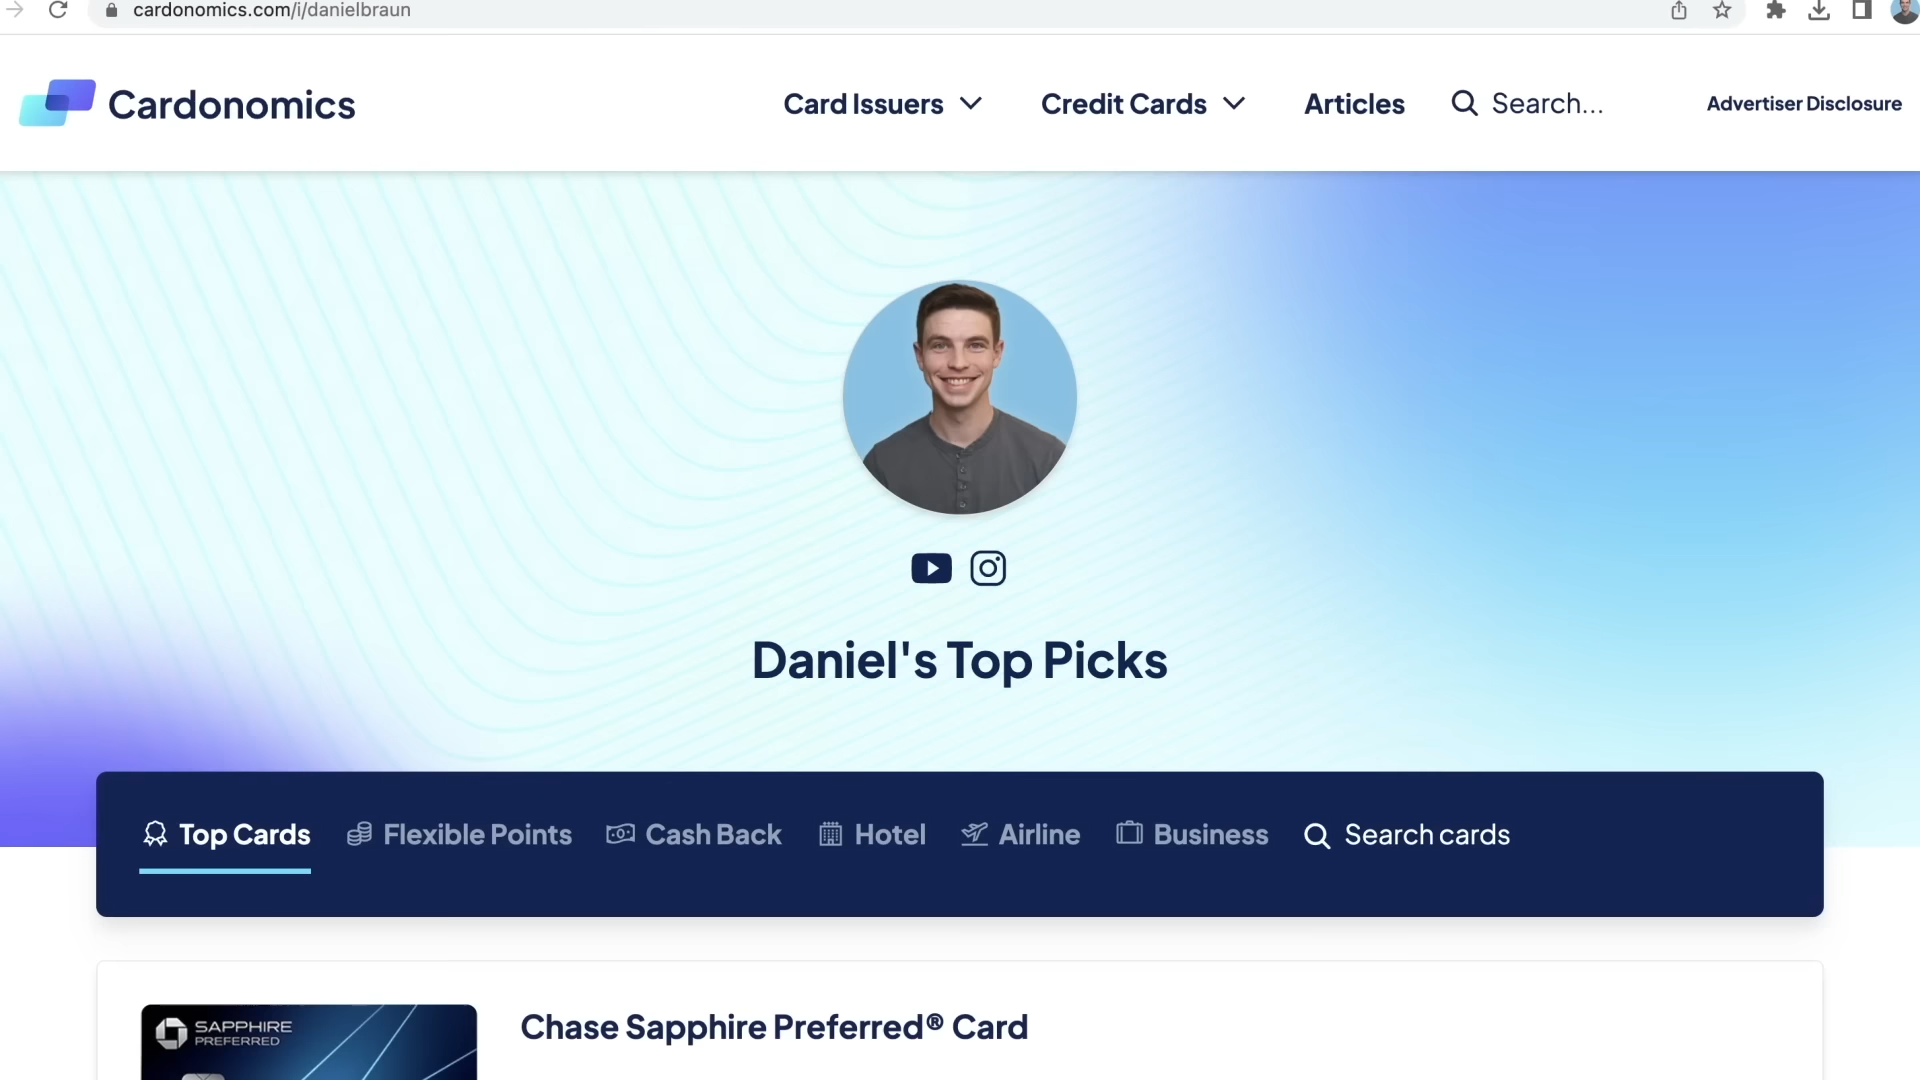 cardonomics.com/i/danielbraun
Cardonomics
Card Issuers
Credit Cards
Articles
Search...
Advertiser Disclosure
Daniel's Top Picks
Top Cards
Flexible Points
Cash Back
Hotel
Airline
Business
Search cards
SAPPHIRE
PREFERRED
Chase Sapphire Preferred® Card